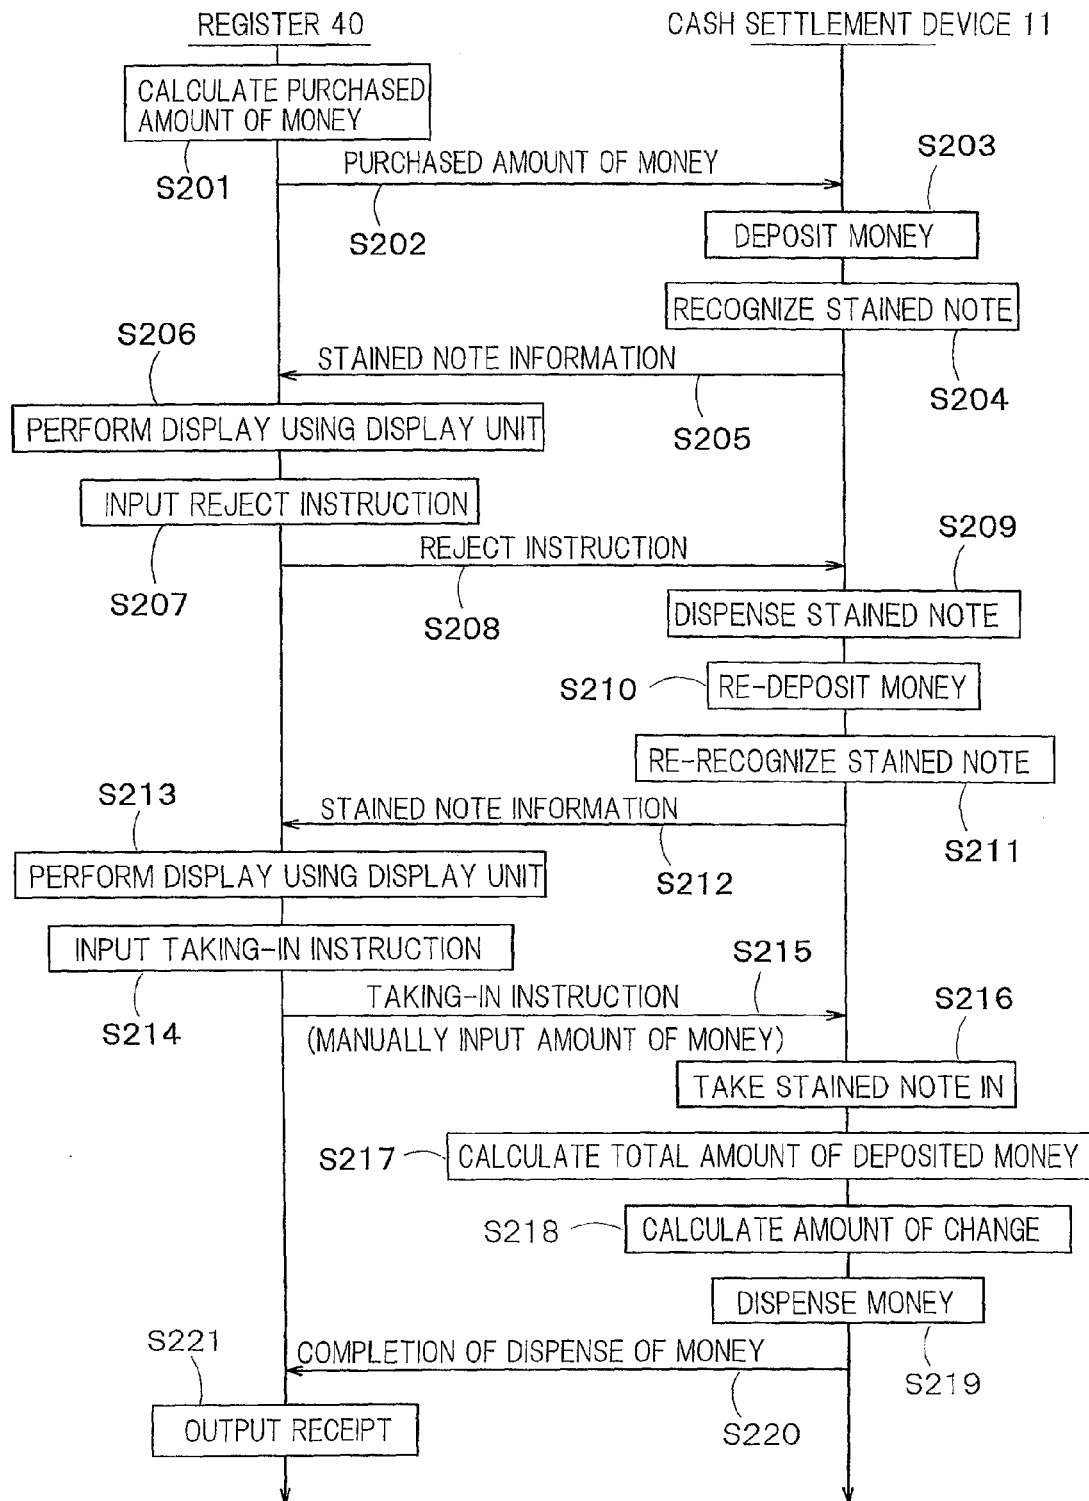 REGISTER 40
CASH SETTLEMENT DEVICE 11
CALCULATE PURCHASED
AMOUNT OF MONEY
S201
PURCHASED AMOUNT OF MONEY
S202
S203
DEPOSIT MONEY
RECOGNIZE STAINED NOTE
S204
STAINED NOTE INFORMATION
S205
S206
PERFORM DISPLAY USING DISPLAY UNIT
INPUT REJECT INSTRUCTION
S207
REJECT INSTRUCTION
S208
S209
DISPENSE STAINED NOTE
S210
RE-DEPOSIT MONEY
RE-RECOGNIZE STAINED NOTE
S211
STAINED NOTE INFORMATION
S212
S213
PERFORM DISPLAY USING DISPLAY UNIT
INPUT TAKING-IN INSTRUCTION
S214
S215
TAKING-IN INSTRUCTION
(MANUALLY INPUT AMOUNT OF MONEY)
S216
TAKE STAINED NOTE IN
S217
CALCULATE TOTAL AMOUNT OF DEPOSITED MONEY
S218
CALCULATE AMOUNT OF CHANGE
DISPENSE MONEY
S219
COMPLETION OF DISPENSE OF MONEY
S220
S221
OUTPUT RECEIPT